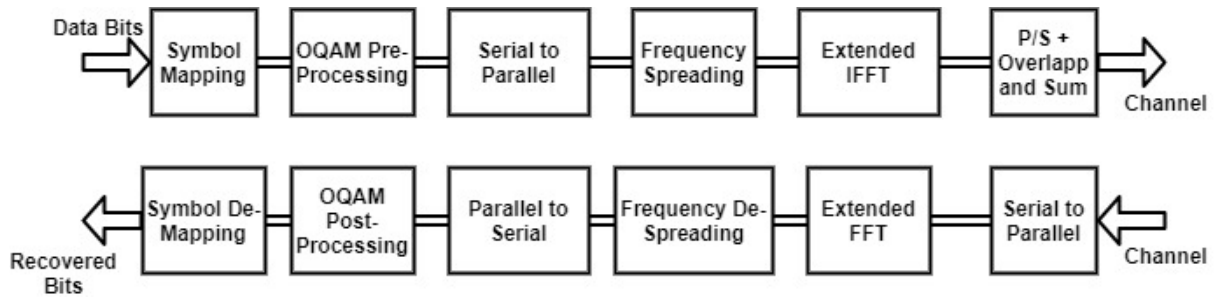 Data Bits
Symbol
Mapping
OQAM Pre-
Processing
Serial to
Parallel
Frequency
Spreading
Extended
IFFT
P/S +
Overlapp
and Sum
Channel
Recovered
Bits
Symbol De-
Mapping
OQAM
Post-
Processing
Parallel to
Serial
Frequency De-
Spreading
Extended
FFT
Serial to
Parallel
Channel